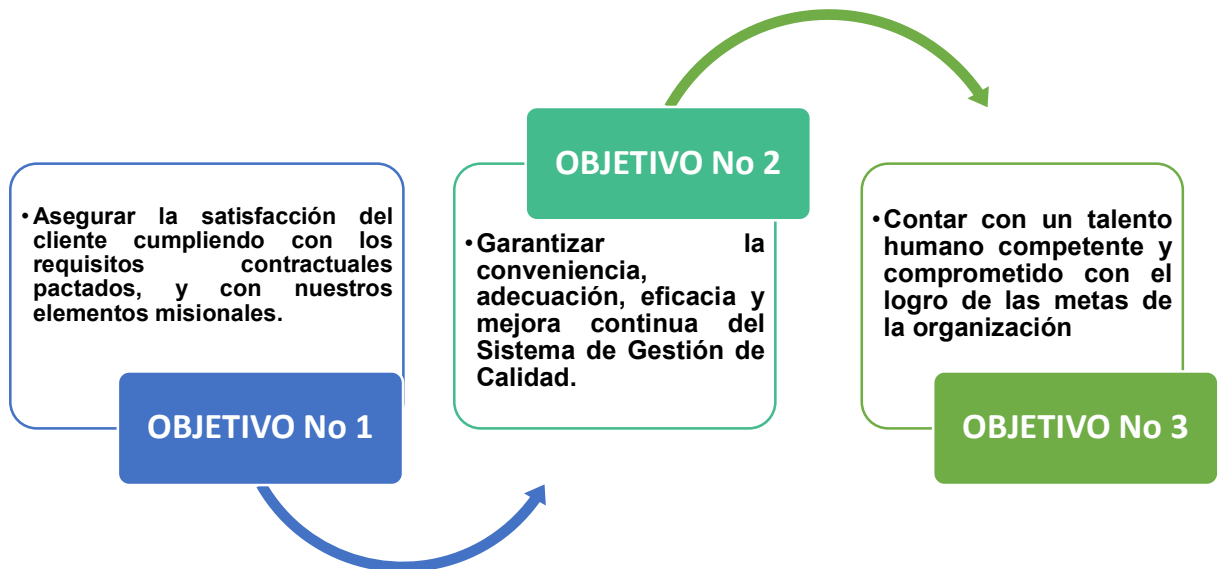 • Asegurar la satisfacción del
cliente cumpliendo con los
requisitos contractuales
pactados, y con nuestros
elementos misionales.
OBJETIVO No 1
OBJETIVO No 2
• Garantizar la
conveniencia,
adecuación, eficacia y
mejora continua del
Sistema de Gestión de
Calidad.
• Contar con un talento
humano competente y
comprometido con el
logro de las metas de
la organización
OBJETIVO No 3